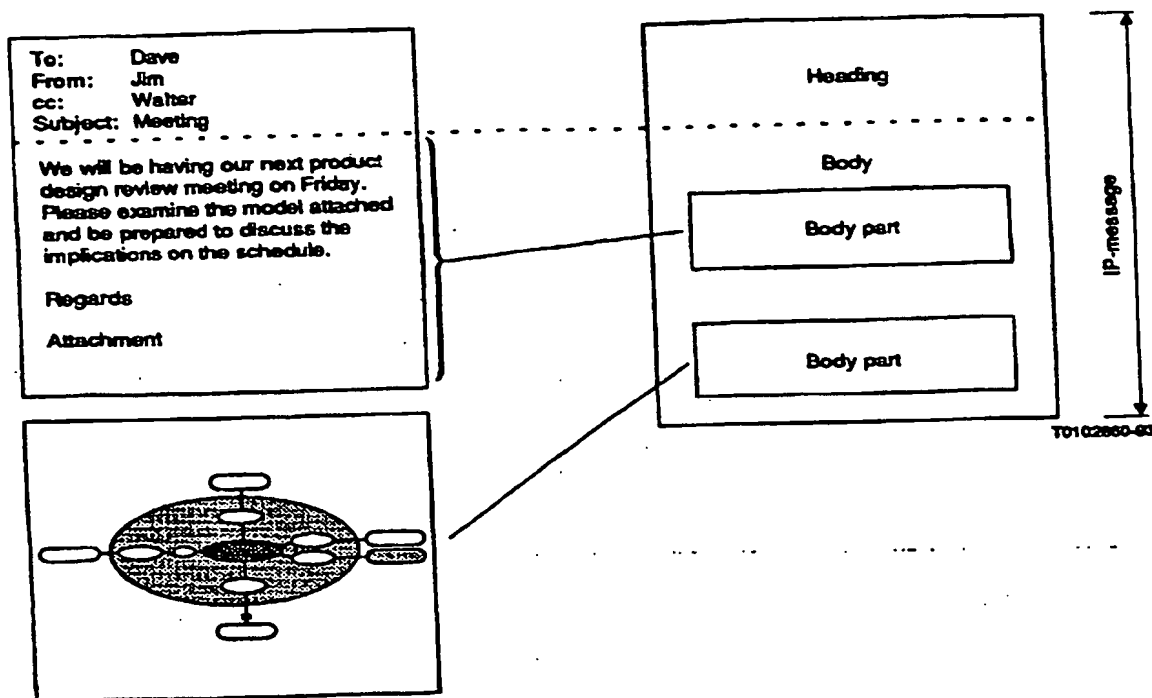 To: Dave
From: Jim
cc: Walter
Subject: Meeting
We will be having our next product
design review meeting on Friday.
Please examine the model attached
and be prepared to discuss the
implications on the schedule.
Regards
Attachment
Heading
Body
Body part
Body part
IP-message
T0102860-93